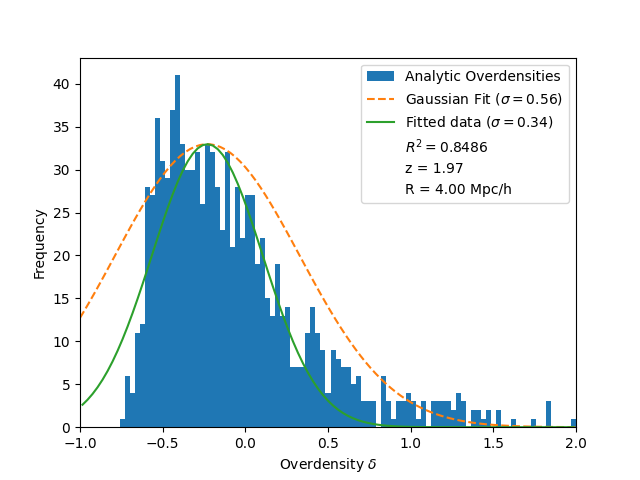 Analytic Overdensities
Gaussian Fit (σ = 0.56)
Fitted data (σ = 0.34)
R² = 0.8486
z = 1.97
R = 4.00 Mpc/h
Frequency
40
35
30
25
20
15
10
5
0
−1.0 −0.5 0.0 0.5 1.0 1.5 2.0
Overdensity δ